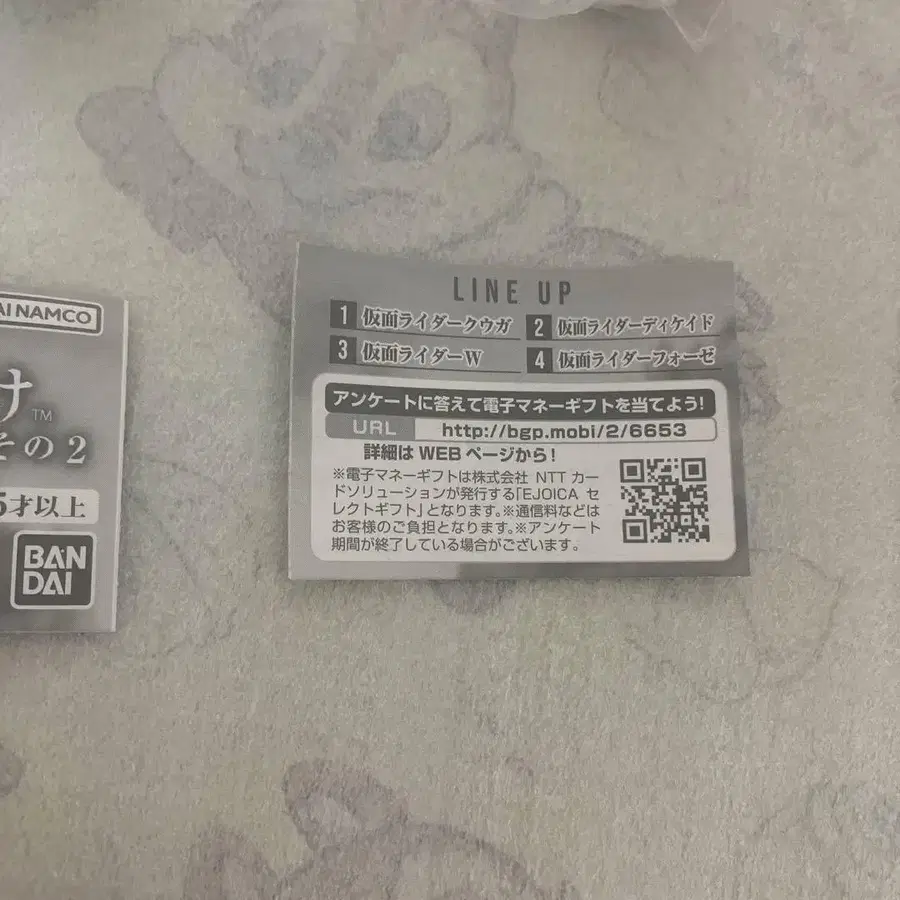 AI NAMCO
け
TM
その2
5才以上
BAN
DAI
LINE UP
1 仮面ライダークウガ 2 仮面ライダーディケイド
3 仮面ライダーW 4 仮面ライダーフォーゼ
アンケートに答えて電子マネーギフトを当てよう!
URL http://bgp.mobi/2/6653
詳細はWEBページから!
※電子マネーギフトは株式会社 NTT カー
ドソリューションが発行する「EJOICA セ
レクトギフト」となります。※通信料などは
お客様のご負担となります。※アンケート
期間が終了している場合がございます。